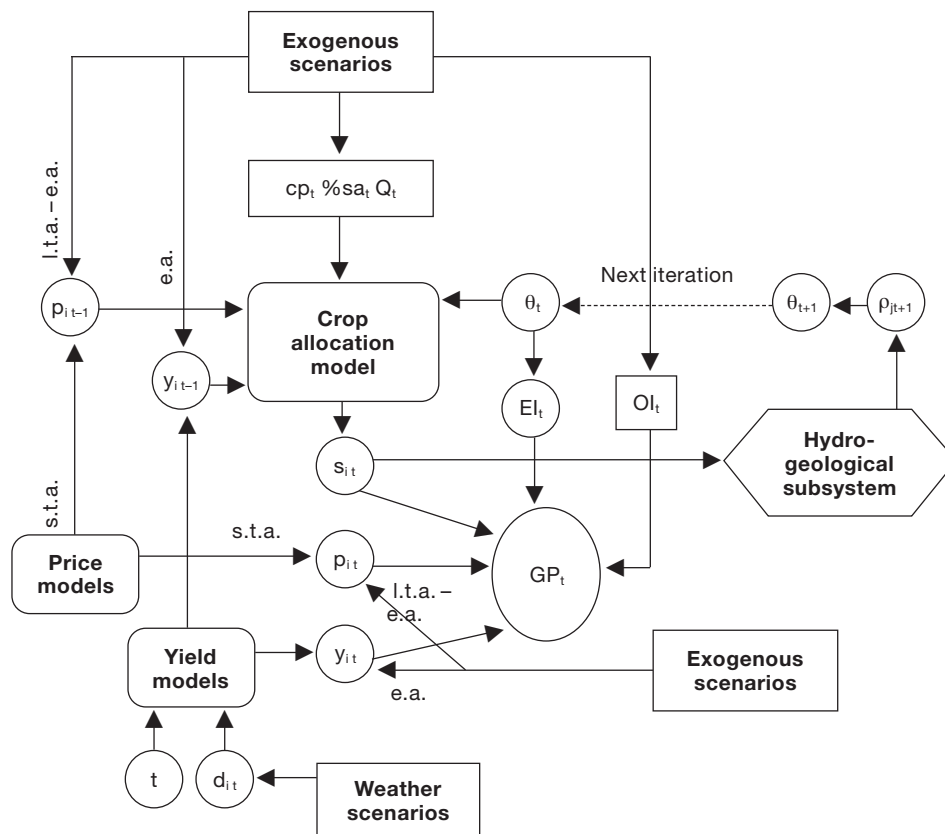 Exogenous
scenarios
l.t.a. – e.a.
e.a.
cpₜ %saₜ Qₜ
Next iteration
pᵢ ₜ₋₁
Crop
allocation
model
θₜ
θₜ₊₁
ρⱼₜ₊₁
yᵢ ₜ₋₁
EIₜ
OIₜ
Hydro-
geological
subsystem
sᵢ ₜ
s.t.a.
s.t.a.
Price
models
pᵢ ₜ
GPₜ
l.t.a. –
e.a.
Yield
models
yᵢ ₜ
e.a.
Exogenous
scenarios
t
dᵢ ₜ
Weather
scenarios